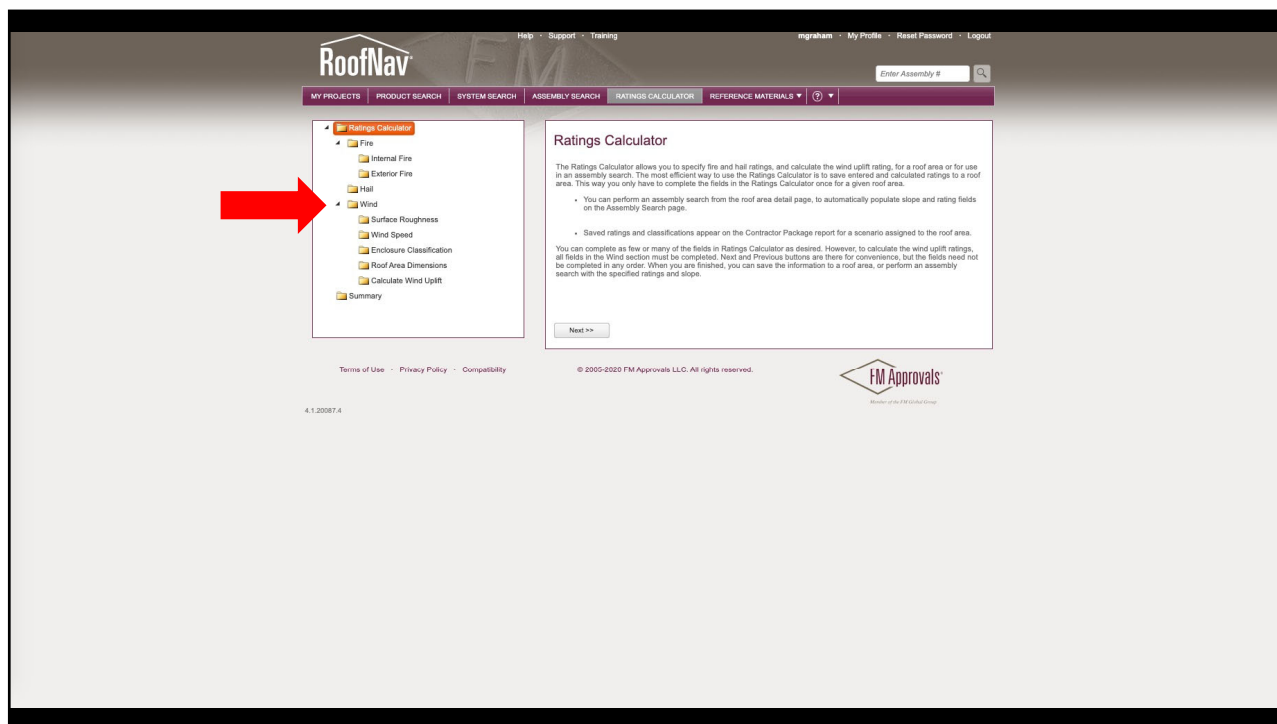 Help · Support · Training
mgraham · My Profile · Reset Password · Logout
RoofNav
FM
Enter Assembly #
MY PROJECTS PRODUCT SEARCH SYSTEM SEARCH ASSEMBLY SEARCH RATINGS CALCULATOR REFERENCE MATERIALS ?
Ratings Calculator
Fire
Internal Fire
Exterior Fire
Hail
Wind
Surface Roughness
Wind Speed
Enclosure Classification
Roof Area Dimensions
Calculate Wind Uplift
Summary
Ratings Calculator
The Ratings Calculator allows you to specify fire and hail ratings, and calculate the wind uplift rating, for a roof area or for use
in an assembly search. The most efficient way to use the Ratings Calculator is to save entered and calculated ratings to a roof
area. This way you only have to complete the fields in the Ratings Calculator once for a given roof area.
• You can perform an assembly search from the roof area detail page, to automatically populate slope and rating fields
on the Assembly Search page.
• Saved ratings and classifications appear on the Contractor Package report for a scenario assigned to the roof area.
You can complete as few or many of the fields in Ratings Calculator as desired. However, to calculate the wind uplift ratings,
all fields in the Wind section must be completed. Next and Previous buttons are there for convenience, but the fields need not
be completed in any order. When you are finished, you can save the information to a roof area, or perform an assembly
search with the specified ratings and slope.
Next >>
Terms of Use - Privacy Policy - Compatibility
© 2005-2020 FM Approvals LLC. All rights reserved.
FM Approvals
Member of the FM Global Group
4.1.20087.4